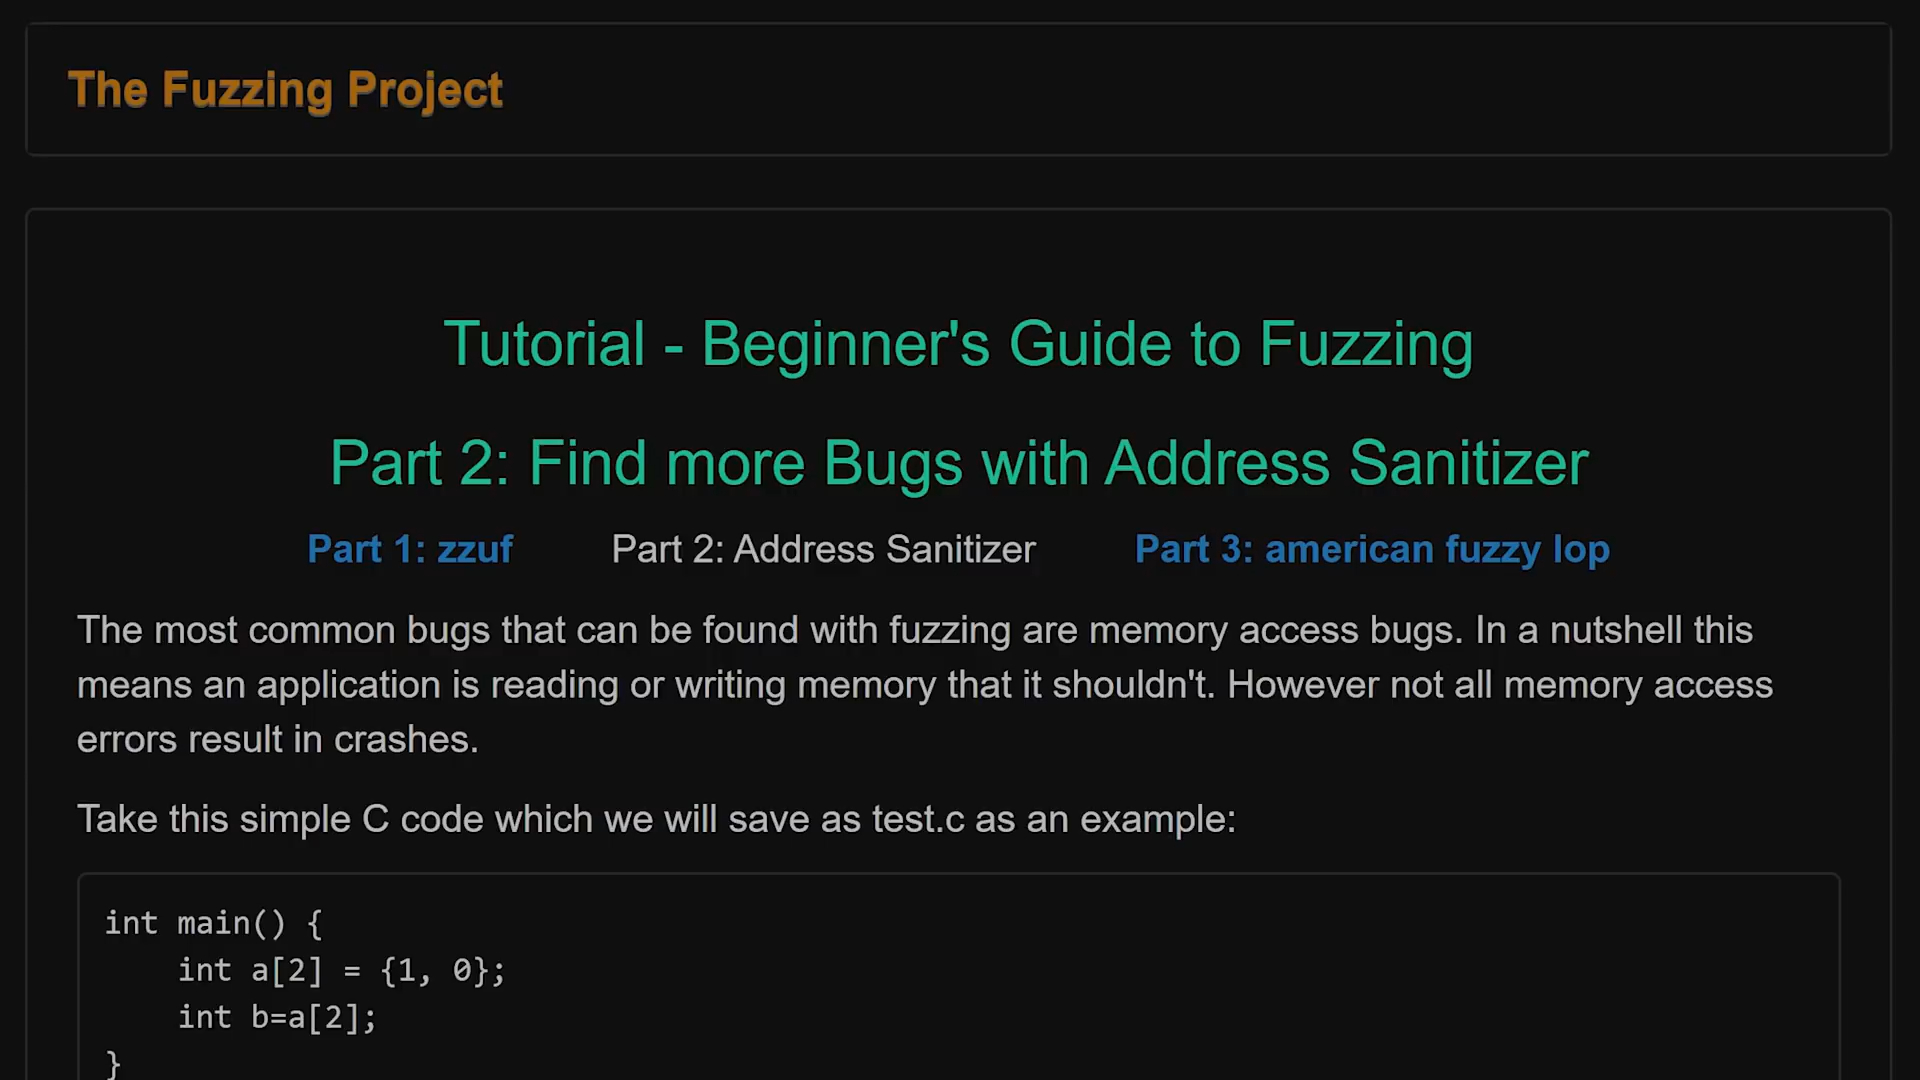 The Fuzzing Project
Tutorial - Beginner's Guide to Fuzzing
Part 2: Find more Bugs with Address Sanitizer
Part 1: zzuf Part 2: Address Sanitizer Part 3: american fuzzy lop
The most common bugs that can be found with fuzzing are memory access bugs. In a nutshell this
means an application is reading or writing memory that it shouldn't. However not all memory access
errors result in crashes.
Take this simple C code which we will save as test.c as an example:
int main() {
    int a[2] = {1, 0};
    int b=a[2];
}